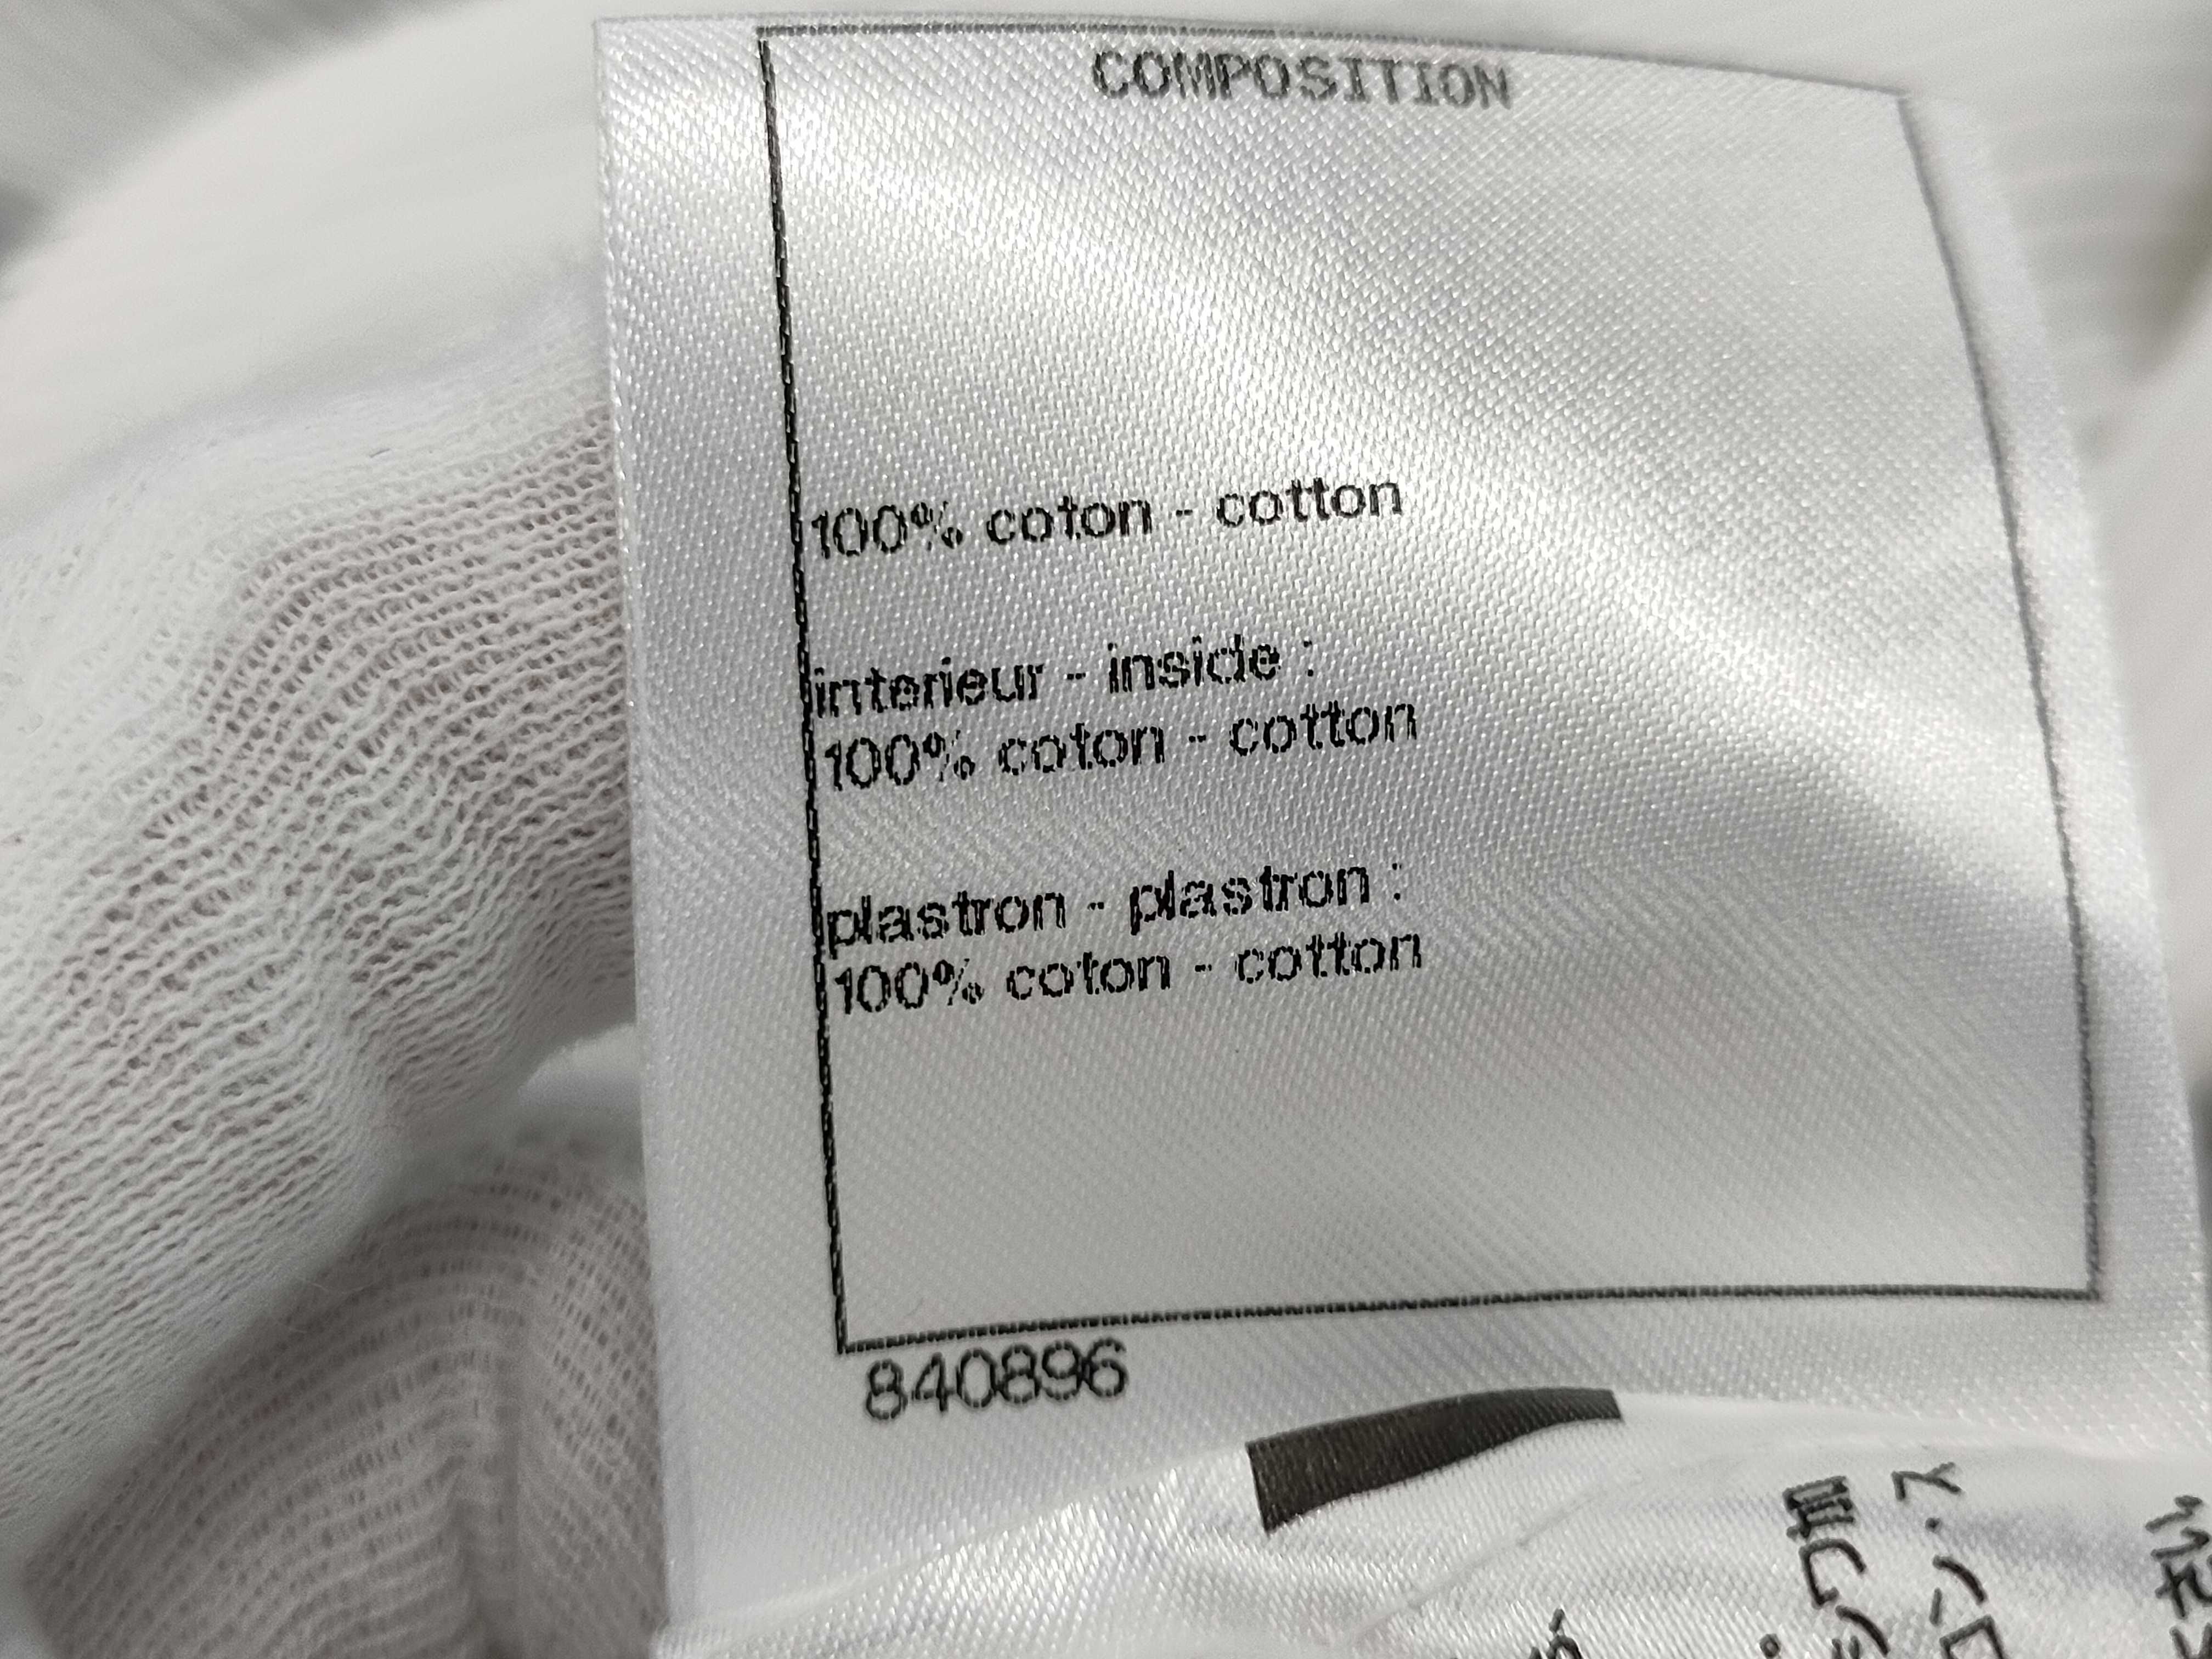 COMPOSITION
100% coton - cotton
interieur - inside :
100% coton - cotton
plastron - plastron :
100% coton - cotton
840896